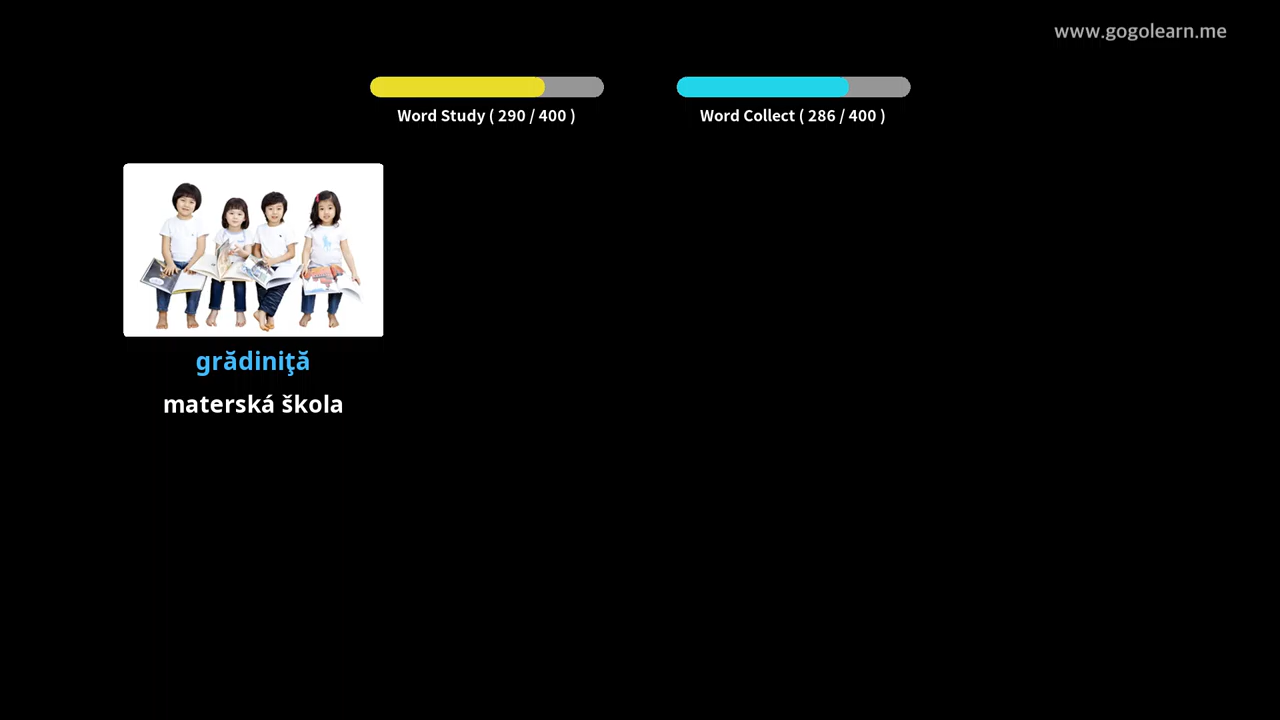 www.gogolearn.me
Word Study ( 290 / 400 )
Word Collect ( 286 / 400 )
grădiniţă
materská škola